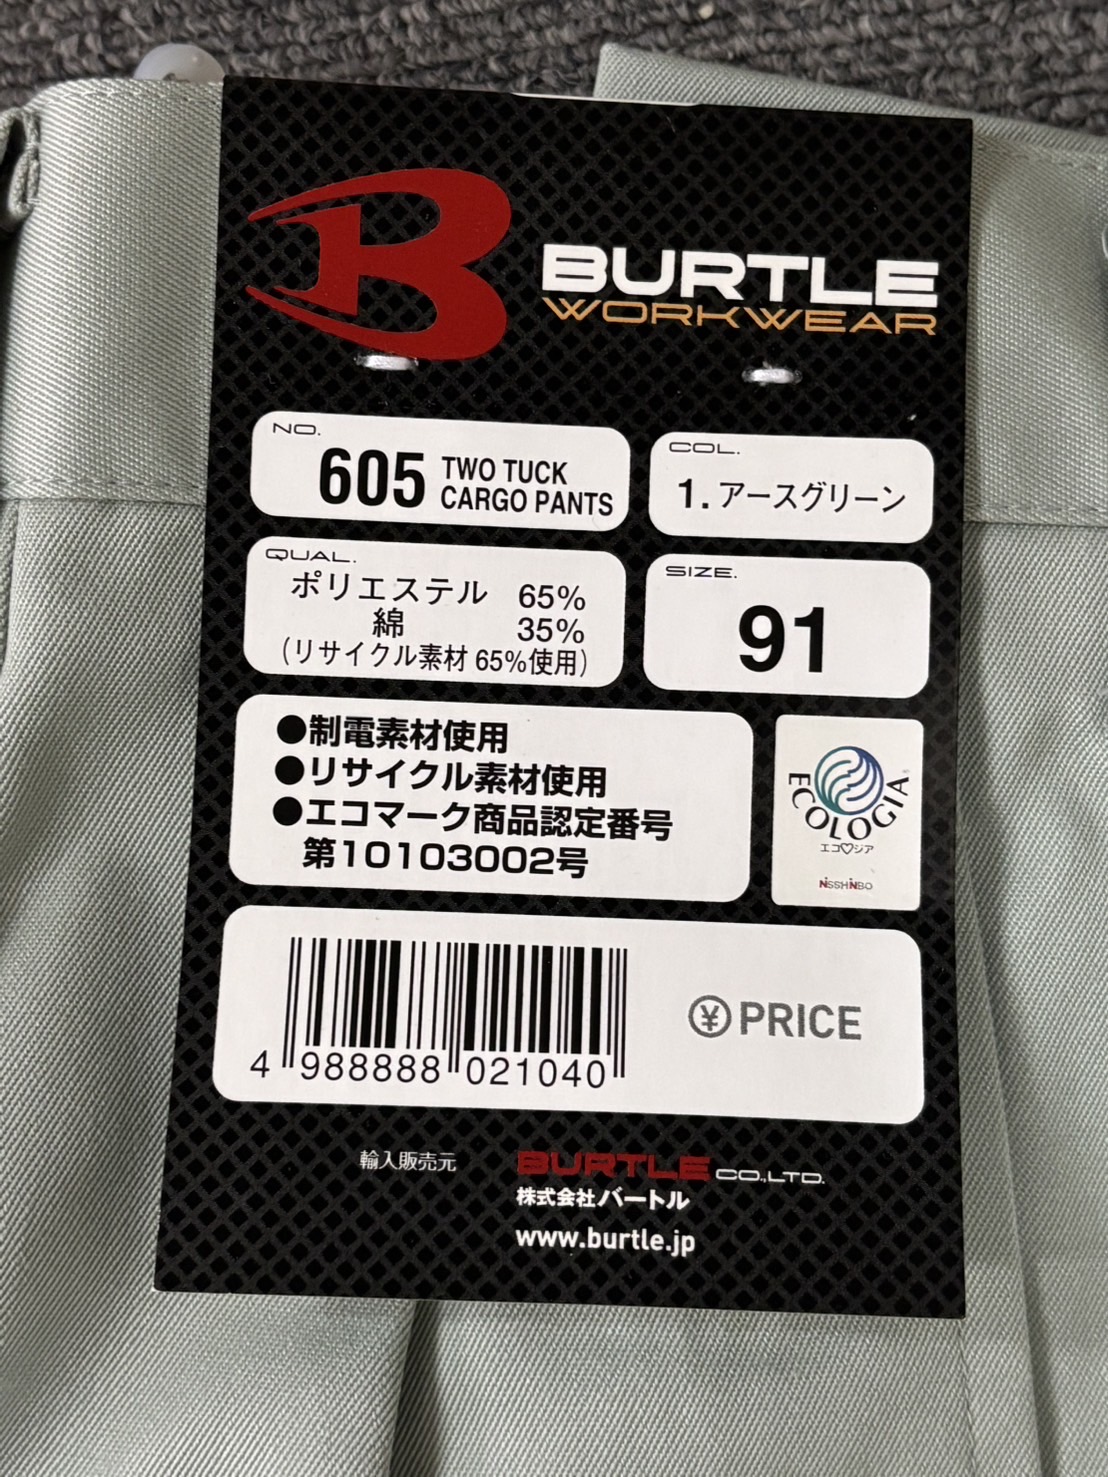 BURTLE
WORKWEAR
NO.
605 TWO TUCK
CARGO PANTS
COL.
1. アースグリーン
QUAL.
ポリエステル 65%
綿 35%
(リサイクル素材 65%使用)
SIZE.
91
●制電素材使用
●リサイクル素材使用
●エコマーク商品認定番号
第10103002号
ECOLOGIA
エコ♡ジア
NISSHINBO
4 988888 021040
¥ PRICE
輸入販売元
BURTLE CO.,LTD.
株式会社バートル
www.burtle.jp